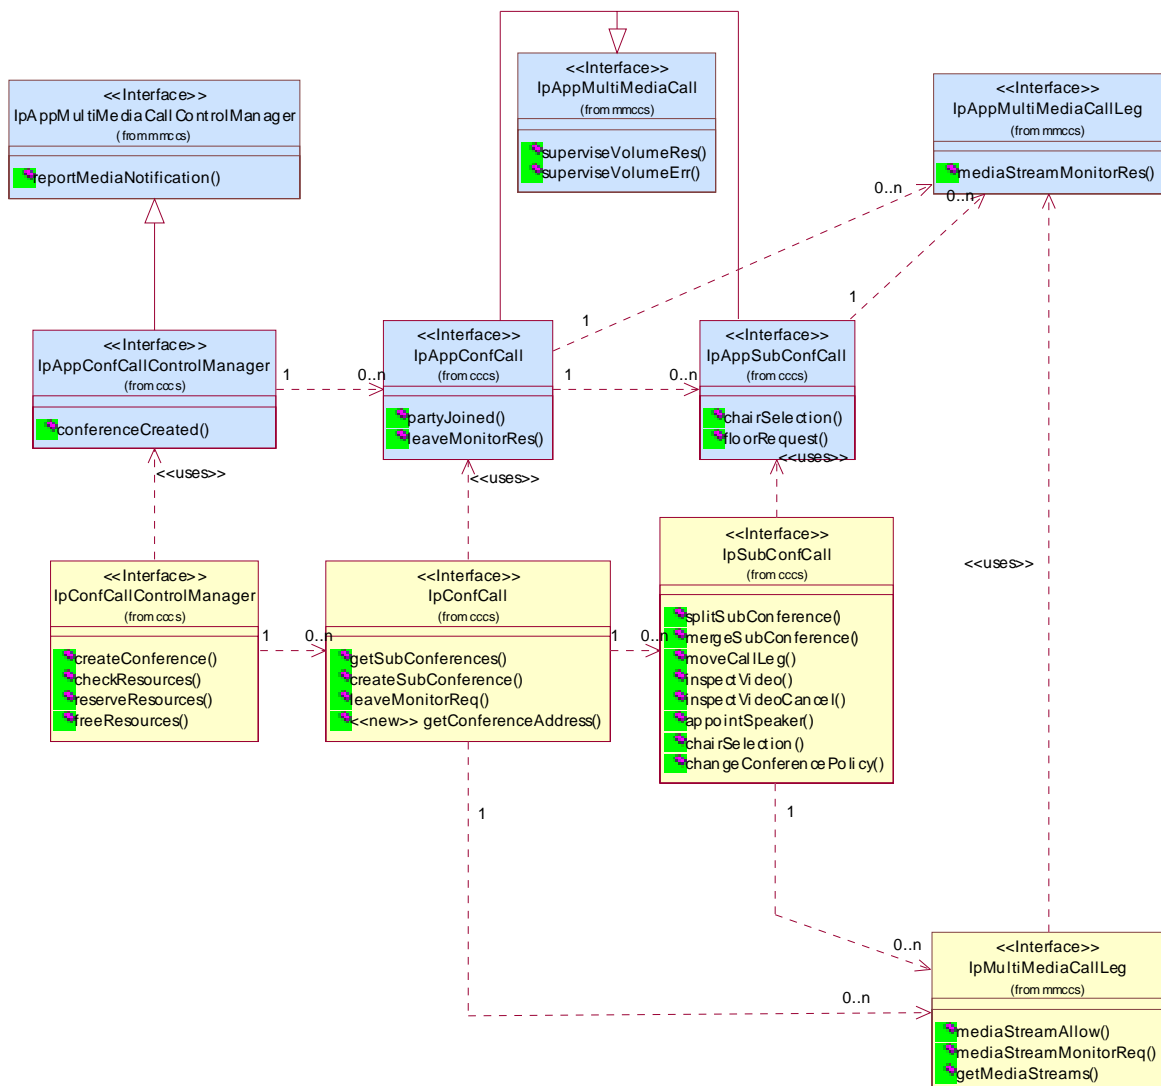 <<Interface>>
IpAppMultiMediaCallControlManager
(from mmccs)
reportMediaNotification()
<<Interface>>
IpAppMultiMediaCall
(from mmccs)
superviseVolumeRes()
superviseVolumeErr()
<<Interface>>
IpAppMultiMediaCallLeg
(from mmccs)
mediaStreamMonitorRes()
0..n
0..n
1
1
<<Interface>>
IpAppConfCallControlManager
(from cccs)
conferenceCreated()
1
0..n
<<Interface>>
IpAppConfCall
(from cccs)
partyJoined()
leaveMonitorRes()
1
0..n
<<Interface>>
IpAppSubConfCall
(from cccs)
chairSelection()
floorRequest()
<<uses>>
<<uses>>
<<uses>>
<<uses>>
<<Interface>>
IpConfCallControlManager
(from cccs)
createConference()
checkResources()
reserveResources()
freeResources()
1
0..n
<<Interface>>
IpConfCall
(from cccs)
getSubConferences()
createSubConference()
leaveMonitorReq()
<<new>> getConferenceAddress()
1
0..n
<<Interface>>
IpSubConfCall
(from cccs)
splitSubConference()
mergeSubConference()
moveCallLeg()
inspectVideo()
inspectVideoCancel()
appointSpeaker()
chairSelection()
changeConferencePolicy()
1
1
0..n
0..n
<<Interface>>
IpMultiMediaCallLeg
(from mmccs)
mediaStreamAllow()
mediaStreamMonitorReq()
getMediaStreams()